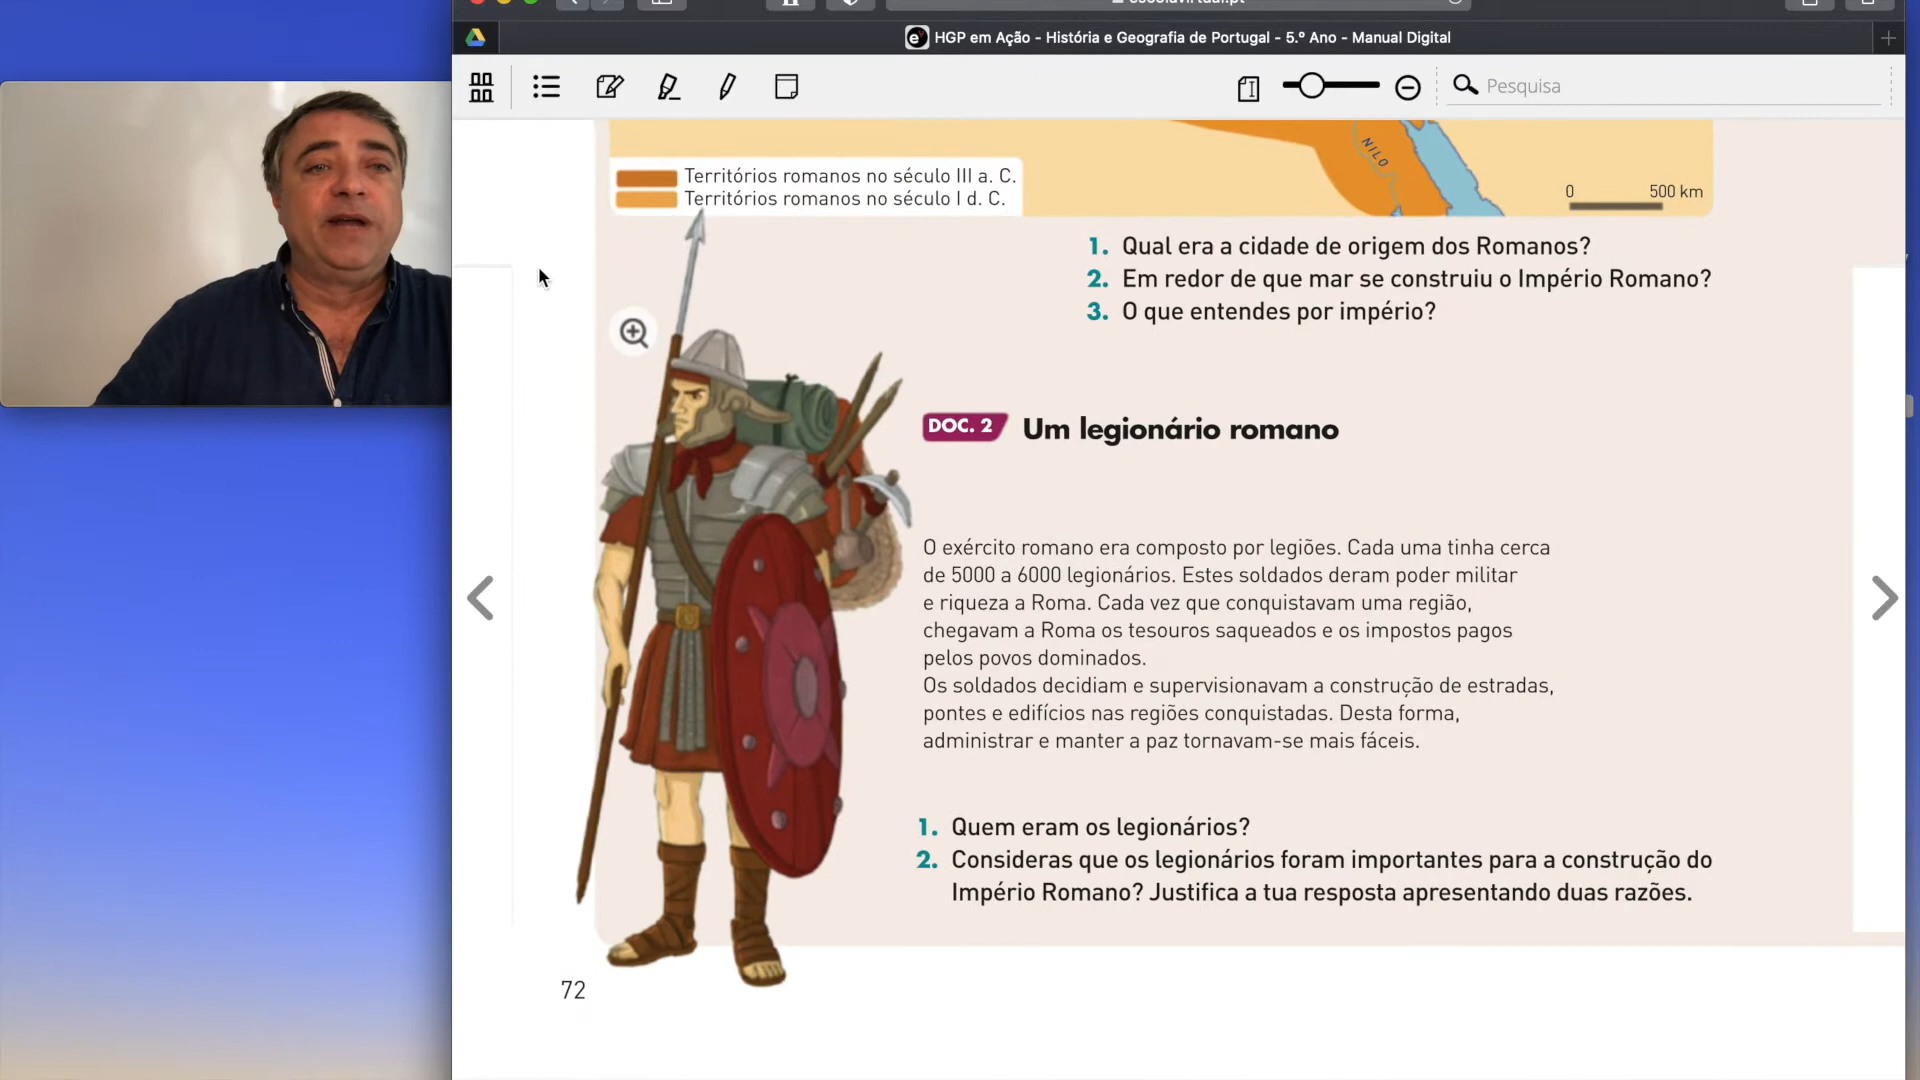 HGP em Ação - História e Geografia de Portugal - 5.º Ano - Manual Digital
Pesquisa
NILO
Territórios romanos no século III a. C.
Territórios romanos no século I d. C.
0 500 km
1. Qual era a cidade de origem dos Romanos?
2. Em redor de que mar se construiu o Império Romano?
3. O que entendes por império?
DOC. 2 Um legionário romano
O exército romano era composto por legiões. Cada uma tinha cerca
de 5000 a 6000 legionários. Estes soldados deram poder militar
e riqueza a Roma. Cada vez que conquistavam uma região,
chegavam a Roma os tesouros saqueados e os impostos pagos
pelos povos dominados.
Os soldados decidiam e supervisionavam a construção de estradas,
pontes e edifícios nas regiões conquistadas. Desta forma,
administrar e manter a paz tornavam-se mais fáceis.
1. Quem eram os legionários?
2. Consideras que os legionários foram importantes para a construção do
Império Romano? Justifica a tua resposta apresentando duas razões.
72